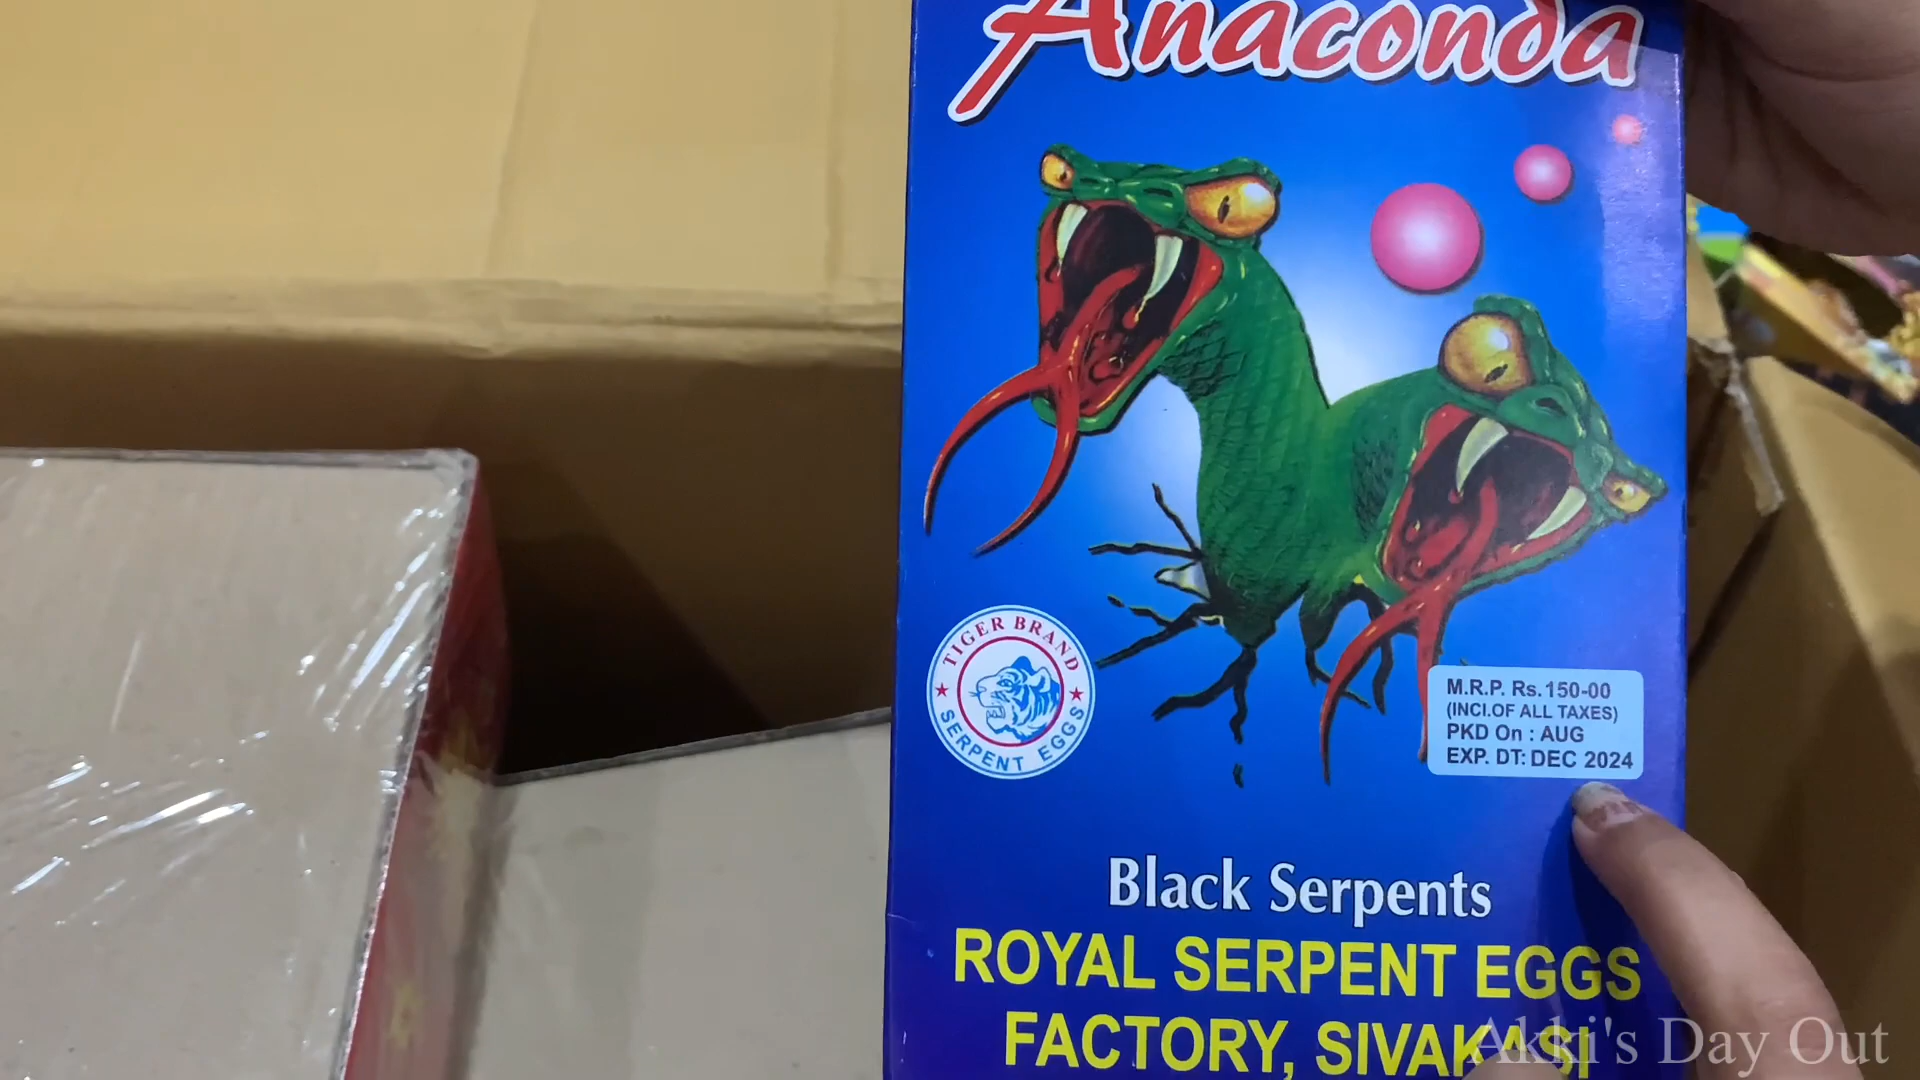 Anaconda
TIGER BRAND
SERPENT EGGS
M.R.P. Rs.150-00
(INCl.OF ALL TAXES)
PKD On : AUG
EXP. DT: DEC 2024
Black Serpents
ROYAL SERPENT EGGS
FACTORY, SIVAKASI
Akki's Day Out